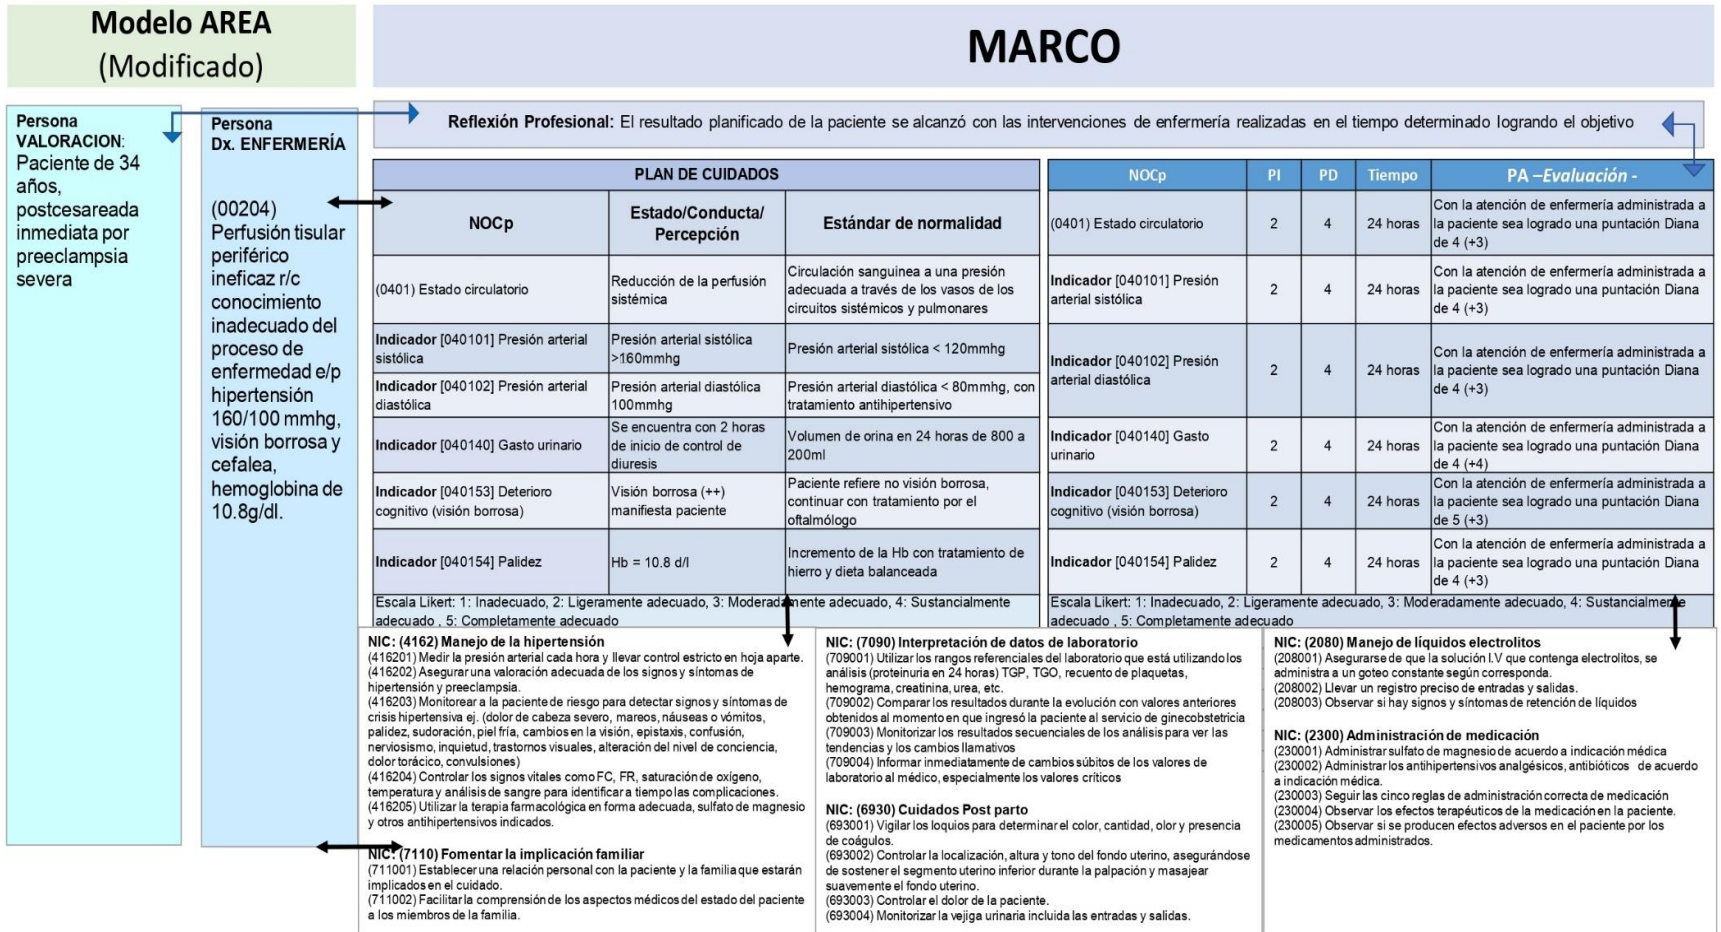 Modelo AREA
(Modificado)
MARCO
Persona
VALORACION:
Paciente de 34
años,
postcesareada
inmediata por
preeclampsia
severa
Persona
Dx. ENFERMERÍA
(00204)
Perfusión tisular
periférico
ineficaz r/c
conocimiento
inadecuado del
proceso de
enfermedad e/p
hipertensión
160/100 mmhg,
visión borrosa y
cefalea,
hemoglobina de
10.8g/dl.
Reflexión Profesional: El resultado planificado de la paciente se alcanzó con las intervenciones de enfermería realizadas en el tiempo determinado logrando el objetivo
PLAN DE CUIDADOS
NOCp
Estado/Conducta/
Percepción
Estándar de normalidad
(0401) Estado circulatorio
Reducción de la perfusión
sistémica
Circulación sanguinea a una presión
adecuada a través de los vasos de los
circuitos sistémicos y pulmonares
Indicador [040101] Presión arterial
sistólica
Presión arterial sistólica
>160mmhg
Presión arterial sistólica < 120mmhg
Indicador [040102] Presión arterial
diastólica
Presión arterial diastólica
100mmhg
Presión arterial diastólica < 80mmhg, con
tratamiento antihipertensivo
Indicador [040140] Gasto urinario
Se encuentra con 2 horas
de inicio de control de
diuresis
Volumen de orina en 24 horas de 800 a
200ml
Indicador [040153] Deterioro
cognitivo (visión borrosa)
Visión borrosa (++)
manifiesta paciente
Paciente refiere no visión borrosa,
continuar con tratamiento por el
oftalmólogo
Indicador [040154] Palidez
Hb = 10.8 d/l
Incremento de la Hb con tratamiento de
hierro y dieta balanceada
Escala Likert: 1: Inadecuado, 2: Ligeramente adecuado, 3: Moderadamente adecuado, 4: Sustancialmente
adecuado , 5: Completamente adecuado
NOCp PI PD Tiempo PA –Evaluación -
(0401) Estado circulatorio
2 4 24 horas
Con la atención de enfermería administrada a
la paciente sea logrado una puntación Diana
de 4 (+3)
Indicador [040101] Presión
arterial sistólica
2 4 24 horas
Con la atención de enfermería administrada a
la paciente sea logrado una puntación Diana
de 4 (+3)
Indicador [040102] Presión
arterial diastólica
2 4 24 horas
Con la atención de enfermería administrada a
la paciente sea logrado una puntación Diana
de 4 (+3)
Indicador [040140] Gasto
urinario
2 4 24 horas
Con la atención de enfermería administrada a
la paciente sea logrado una puntación Diana
de 4 (+4)
Indicador [040153] Deterioro
cognitivo (visión borrosa)
2 4 24 horas
Con la atención de enfermería administrada a
la paciente sea logrado una puntación Diana
de 5 (+3)
Indicador [040154] Palidez
2 4 24 horas
Con la atención de enfermería administrada a
la paciente sea logrado una puntación Diana
de 4 (+3)
Escala Likert: 1: Inadecuado, 2: Ligeramente adecuado, 3: Moderadamente adecuado, 4: Sustancialmente
adecuado , 5: Completamente adecuado
NIC: (4162) Manejo de la hipertensión
(416201) Medir la presión arterial cada hora y llevar control estricto en hoja aparte.
(416202) Asegurar una valoración adecuada de los signos y síntomas de
hipertensión y preeclampsia.
(416203) Monitorear a la paciente de riesgo para detectar signos y síntomas de
crisis hipertensiva ej. (dolor de cabeza severo, mareos, náuseas o vómitos,
palidez, sudoración, piel fría, cambios en la visión, epistaxis, confusión,
nerviosismo, inquietud, trastornos visuales, alteración del nivel de conciencia,
dolor torácico, convulsiones)
(416204) Controlar los signos vitales como FC, FR, saturación de oxígeno,
temperatura y análisis de sangre para identificar a tiempo las complicaciones.
(416205) Utilizar la terapia farmacológica en forma adecuada, sulfato de magnesio
y otros antihipertensivos indicados.
NIC: (7110) Fomentar la implicación familiar
(711001) Establecer una relación personal con la paciente y la familia que estarán
implicados en el cuidado.
(711002) Facilitar la comprensión de los aspectos médicos del estado del paciente
a los miembros de la familia.
NIC: (7090) Interpretación de datos de laboratorio
(709001) Utilizar los rangos referenciales del laboratorio que está utilizando los
análisis (proteinuria en 24 horas) TGP, TGO, recuento de plaquetas,
hemograma, creatinina, urea, etc.
(709002) Comparar los resultados durante la evolución con valores anteriores
obtenidos al momento en que ingresó la paciente al servicio de ginecobstetricia
(709003) Monitorizar los resultados secuenciales de los análisis para ver las
tendencias y los cambios llamativos
(709004) Informar inmediatamente de cambios súbitos de los valores de
laboratorio al médico, especialmente los valores críticos
NIC: (6930) Cuidados Post parto
(693001) Vigilar los loquios para determinar el color, cantidad, olor y presencia
de coágulos.
(693002) Controlar la localización, altura y tono del fondo uterino, asegurándose
de sostener el segmento uterino inferior durante la palpación y masajear
suavemente el fondo uterino.
(693003) Controlar el dolor de la paciente.
(693004) Monitorizar la vejiga urinaria incluida las entradas y salidas.
NIC: (2080) Manejo de líquidos electrolitos
(208001) Asegurarse de que la solución I.V que contenga electrolitos, se
administra a un goteo constante según corresponda.
(208002) Llevar un registro preciso de entradas y salidas.
(208003) Observar si hay signos y síntomas de retención de líquidos
NIC: (2300) Administración de medicación
(230001) Administrar sulfato de magnesio de acuerdo a indicación médica
(230002) Administrar los antihipertensivos analgésicos, antibióticos de acuerdo
a indicación médica.
(230003) Seguir las cinco reglas de administración correcta de medicación
(230004) Observar los efectos terapéuticos de la medicación en la paciente.
(230005) Observar si se producen efectos adversos en el paciente por los
medicamentos administrados.